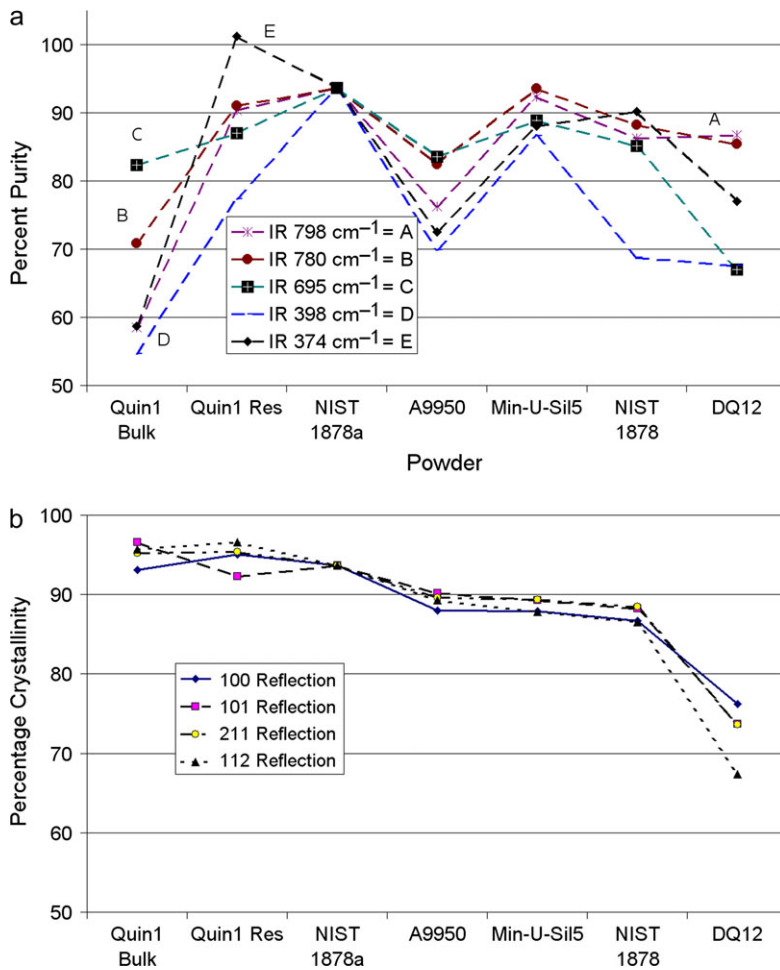 a
100
90
80
70
60
50
Percent Purity
A
B
C
D
E
IR 798 cm⁻¹ = A
IR 780 cm⁻¹ = B
IR 695 cm⁻¹ = C
IR 398 cm⁻¹ = D
IR 374 cm⁻¹ = E
Quin1 Bulk
Quin1 Res
NIST 1878a
A9950
Min-U-Sil5
NIST 1878
DQ12
Powder
b
100
90
80
70
60
50
Percentage Crystallinity
100 Reflection
101 Reflection
211 Reflection
112 Reflection
Quin1 Bulk
Quin1 Res
NIST 1878a
A9950
Min-U-Sil5
NIST 1878
DQ12